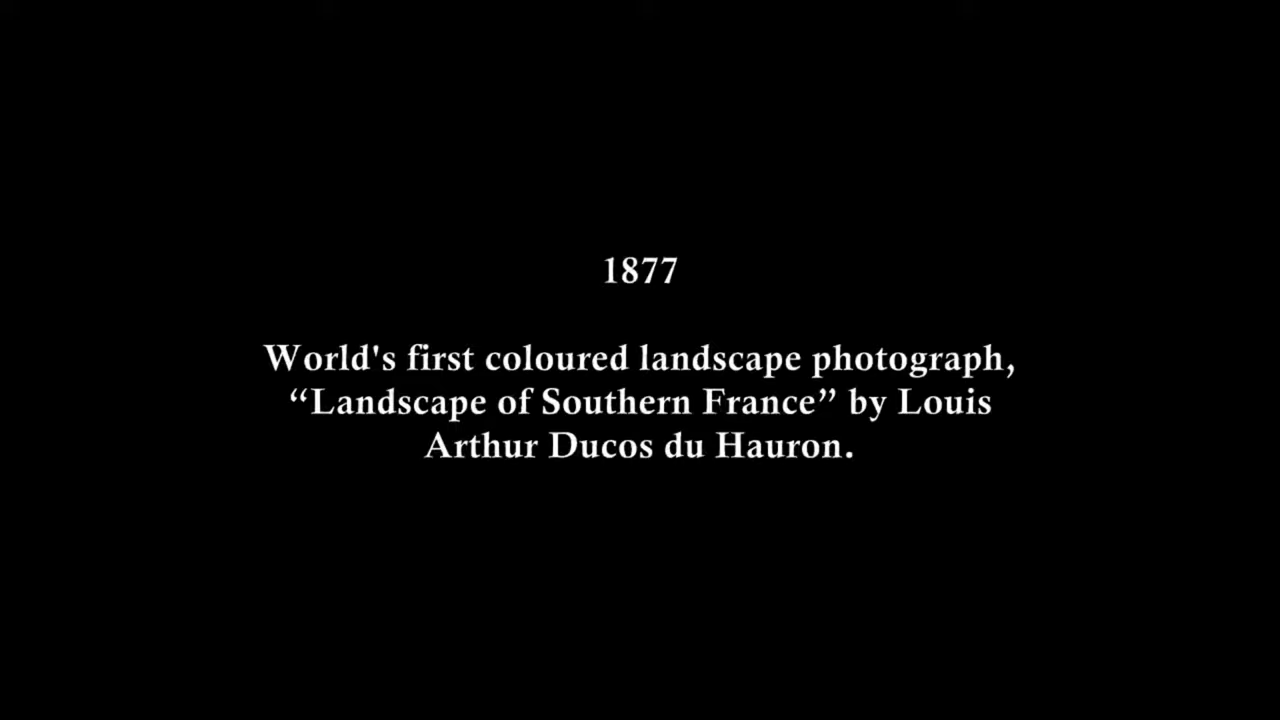 1877
World's first coloured landscape photograph,
“Landscape of Southern France” by Louis
Arthur Ducos du Hauron.